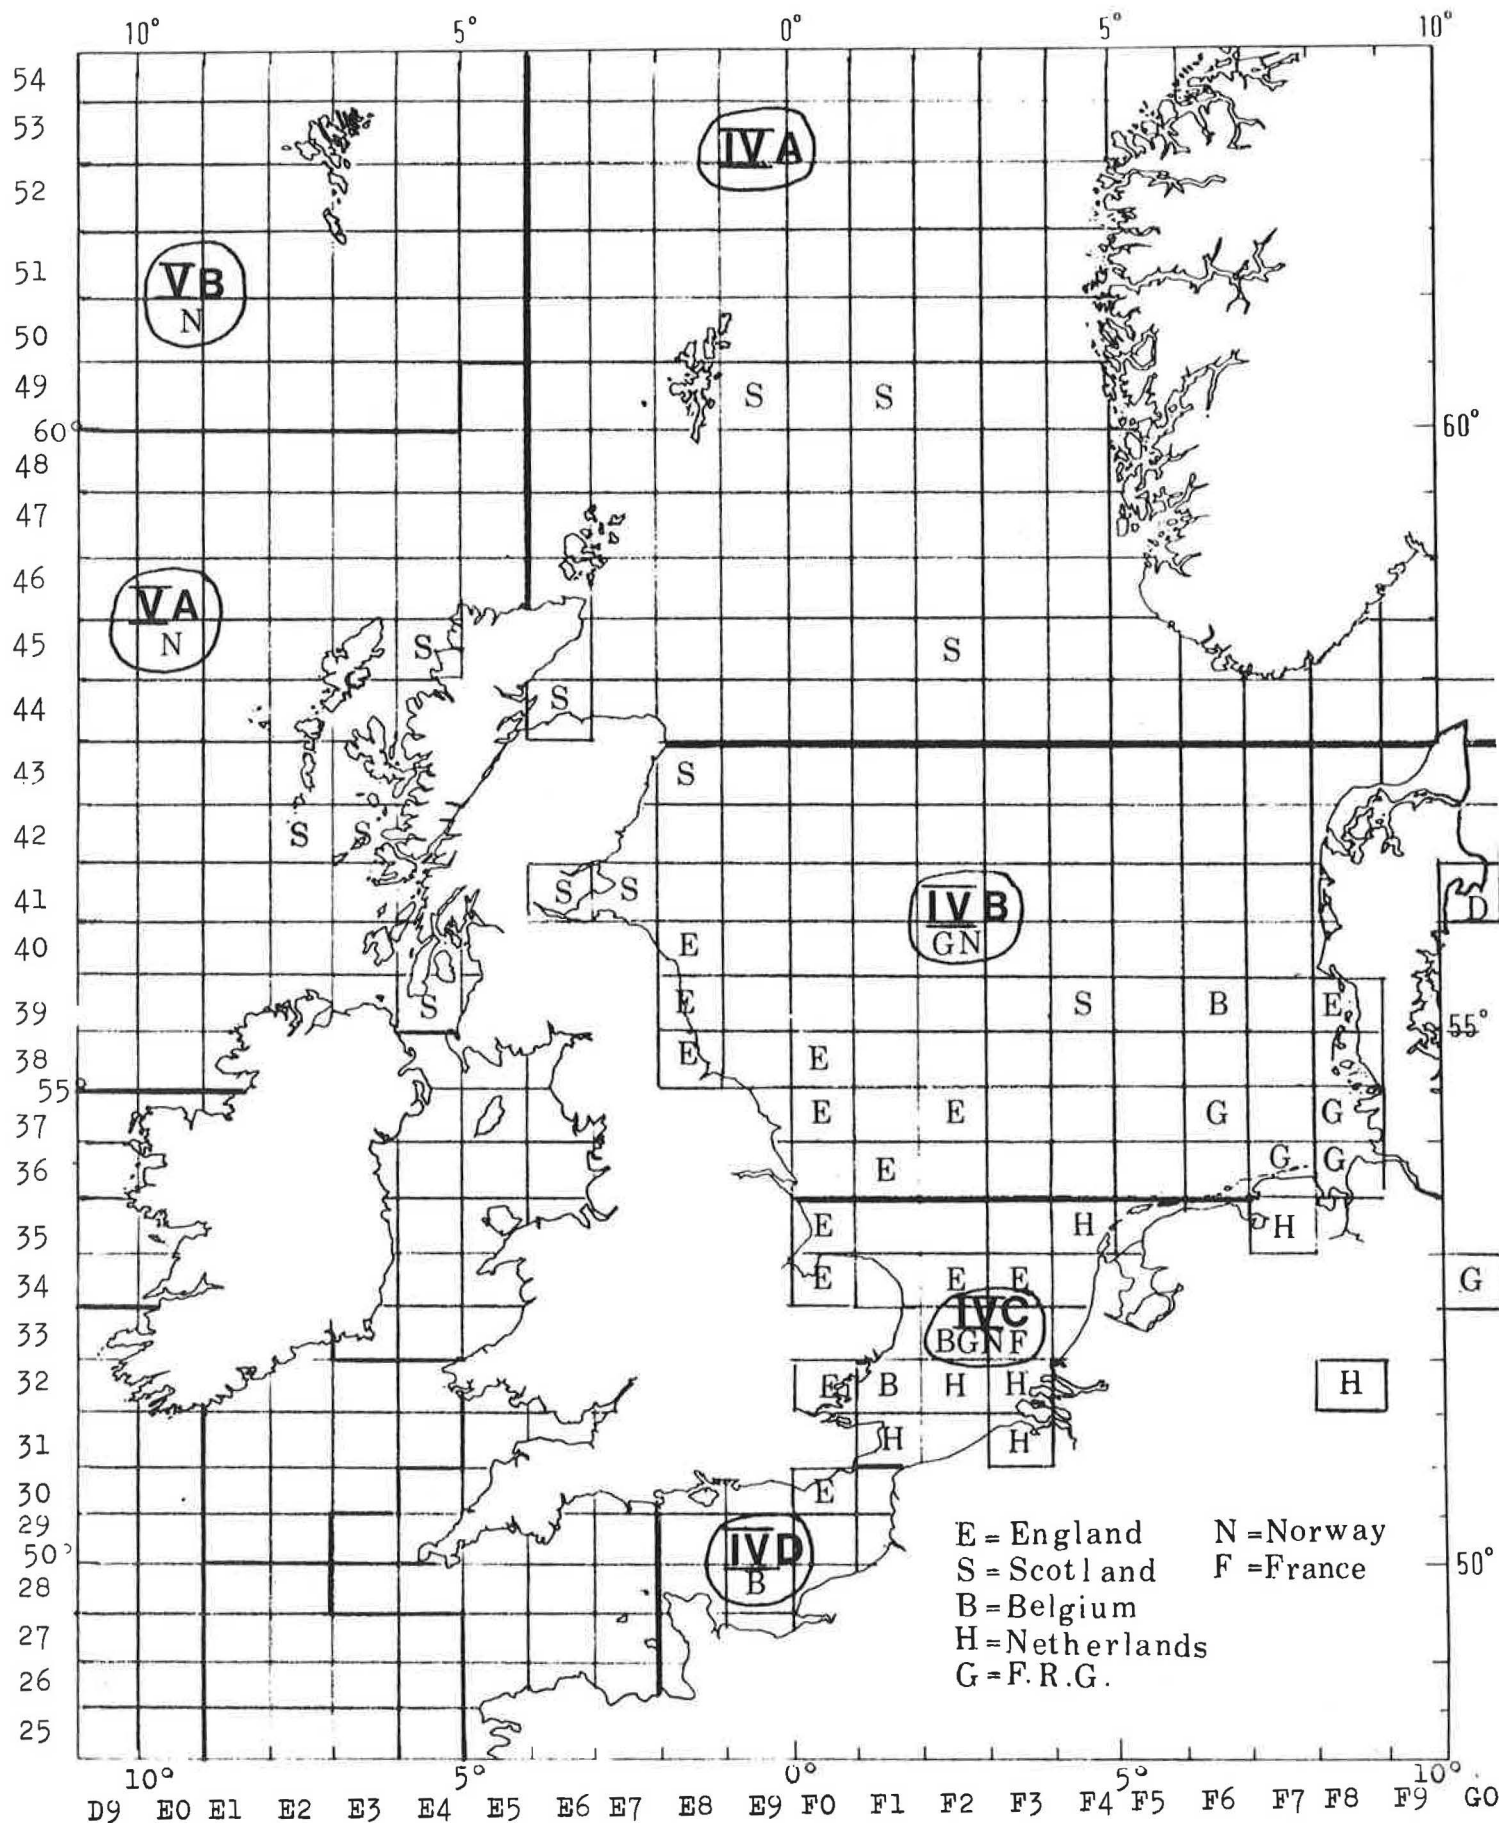 10° 5° 0° 5° 10°
54
53 IV A
52
51 V B
N
50
49 S S
60° 60°
48
47
46
V A
45 N S S
44 S
43 S
42 S S
41 S S IV B D
40 E GN
39 S E S B E
55°
38 E E
55°
37 E E G G
36 E G G
35 E H H
34 E E E G
IVC
33 BGNF
32 E B H H H
31 H H
30 E
29 E = England N = Norway
50° IV D 50°
28 B S = Scotland F = France
B = Belgium
27 H = Netherlands
26 G = F.R.G.
25
10° 5° 0° 5° 10°
D9 E0 E1 E2 E3 E4 E5 E6 E7 E8 E9 F0 F1 F2 F3 F4 F5 F6 F7 F8 F9 G0